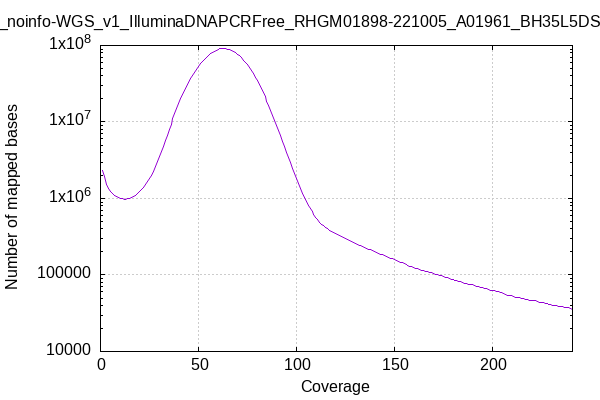 _noinfo-WGS_v1_IlluminaDNAPCRFree_RHGM01898-221005_A01961_BH35L5DS
1x10^8
1x10^7
1x10^6
100000
10000
Number of mapped bases
0 50 100 150 200
Coverage